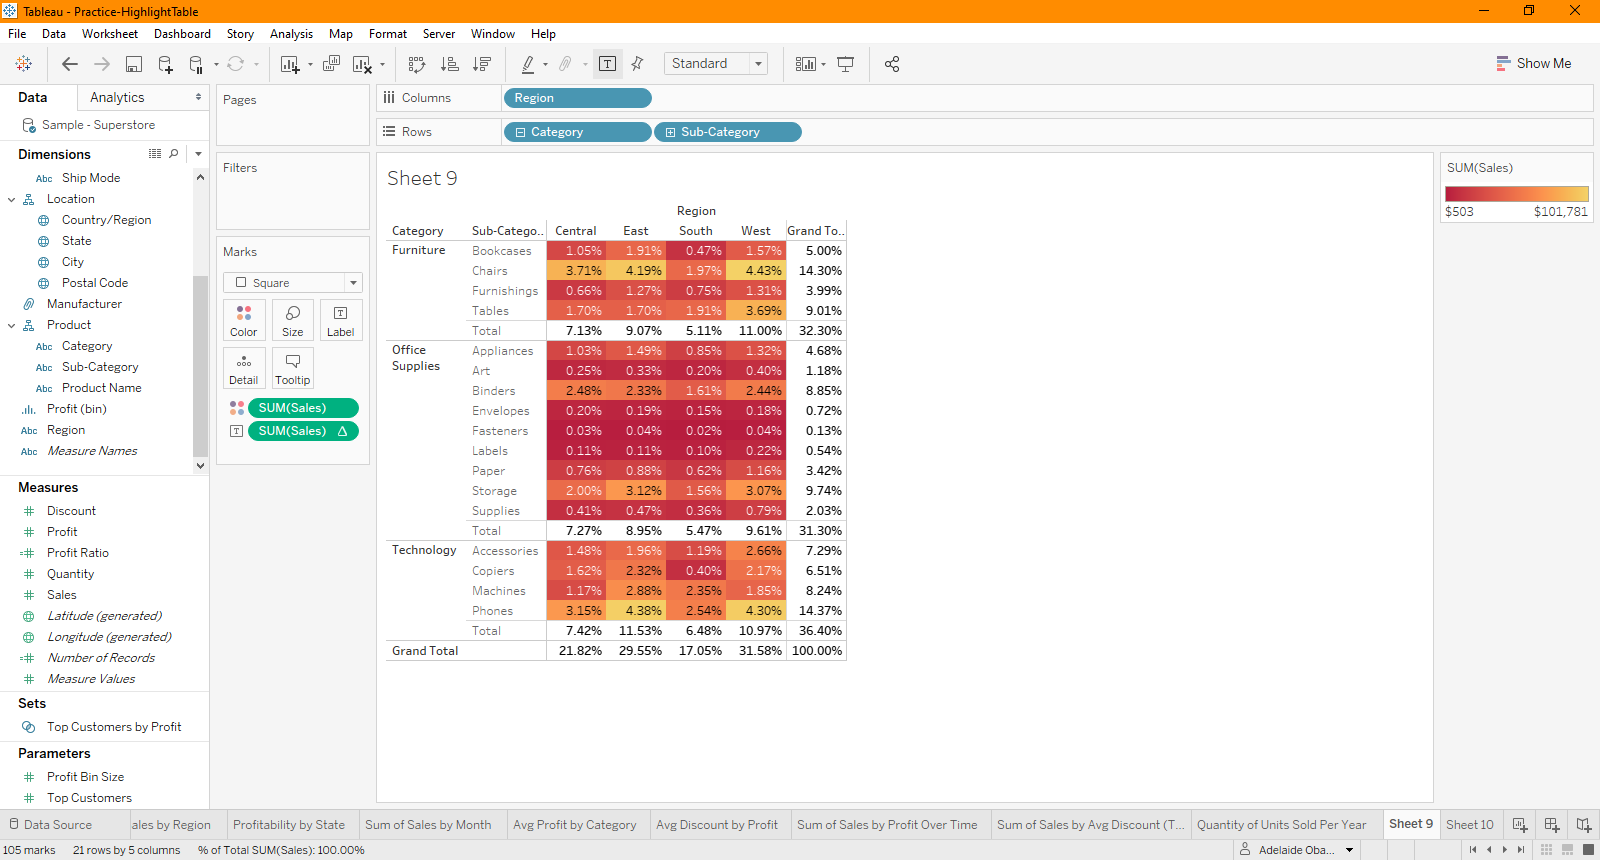 Tableau - Practice-HighlightTable
File Data Worksheet Dashboard Story Analysis Map Format Server Window Help
Standard Show Me
Data Analytics
Sample - Superstore
Dimensions
Abc Ship Mode
Location
Country/Region
State
City
Postal Code
Manufacturer
Product
Abc Category
Abc Sub-Category
Abc Product Name
Profit (bin)
Abc Region
Abc Measure Names
Measures
Discount
Profit
Profit Ratio
Quantity
Sales
Latitude (generated)
Longitude (generated)
Number of Records
Measure Values
Sets
Top Customers by Profit
Parameters
Profit Bin Size
Top Customers
Pages
Filters
Marks
Square
Color Size Label
Detail Tooltip
SUM(Sales)
SUM(Sales)
Columns Region
Rows Category Sub-Category
Sheet 9
Region
Category Sub-Catego.. Central East South West Grand To..
Furniture Bookcases 1.05% 1.91% 0.47% 1.57% 5.00%
Chairs 3.71% 4.19% 1.97% 4.43% 14.30%
Furnishings 0.66% 1.27% 0.75% 1.31% 3.99%
Tables 1.70% 1.70% 1.91% 3.69% 9.01%
Total 7.13% 9.07% 5.11% 11.00% 32.30%
Office Supplies Appliances 1.03% 1.49% 0.85% 1.32% 4.68%
Art 0.25% 0.33% 0.20% 0.40% 1.18%
Binders 2.48% 2.33% 1.61% 2.44% 8.85%
Envelopes 0.20% 0.19% 0.15% 0.18% 0.72%
Fasteners 0.03% 0.04% 0.02% 0.04% 0.13%
Labels 0.11% 0.11% 0.10% 0.22% 0.54%
Paper 0.76% 0.88% 0.62% 1.16% 3.42%
Storage 2.00% 3.12% 1.56% 3.07% 9.74%
Supplies 0.41% 0.47% 0.36% 0.79% 2.03%
Total 7.27% 8.95% 5.47% 9.61% 31.30%
Technology Accessories 1.48% 1.96% 1.19% 2.66% 7.29%
Copiers 1.62% 2.32% 0.40% 2.17% 6.51%
Machines 1.17% 2.88% 2.35% 1.85% 8.24%
Phones 3.15% 4.38% 2.54% 4.30% 14.37%
Total 7.42% 11.53% 6.48% 10.97% 36.40%
Grand Total 21.82% 29.55% 17.05% 31.58% 100.00%
SUM(Sales)
$503 $101,781
Data Source ales by Region Profitability by State Sum of Sales by Month Avg Profit by Category Avg Discount by Profit Sum of Sales by Profit Over Time Sum of Sales by Avg Discount (T... Quantity of Units Sold Per Year Sheet 9 Sheet 10
105 marks 21 rows by 5 columns % of Total SUM(Sales): 100.00% Adelaide Oba...